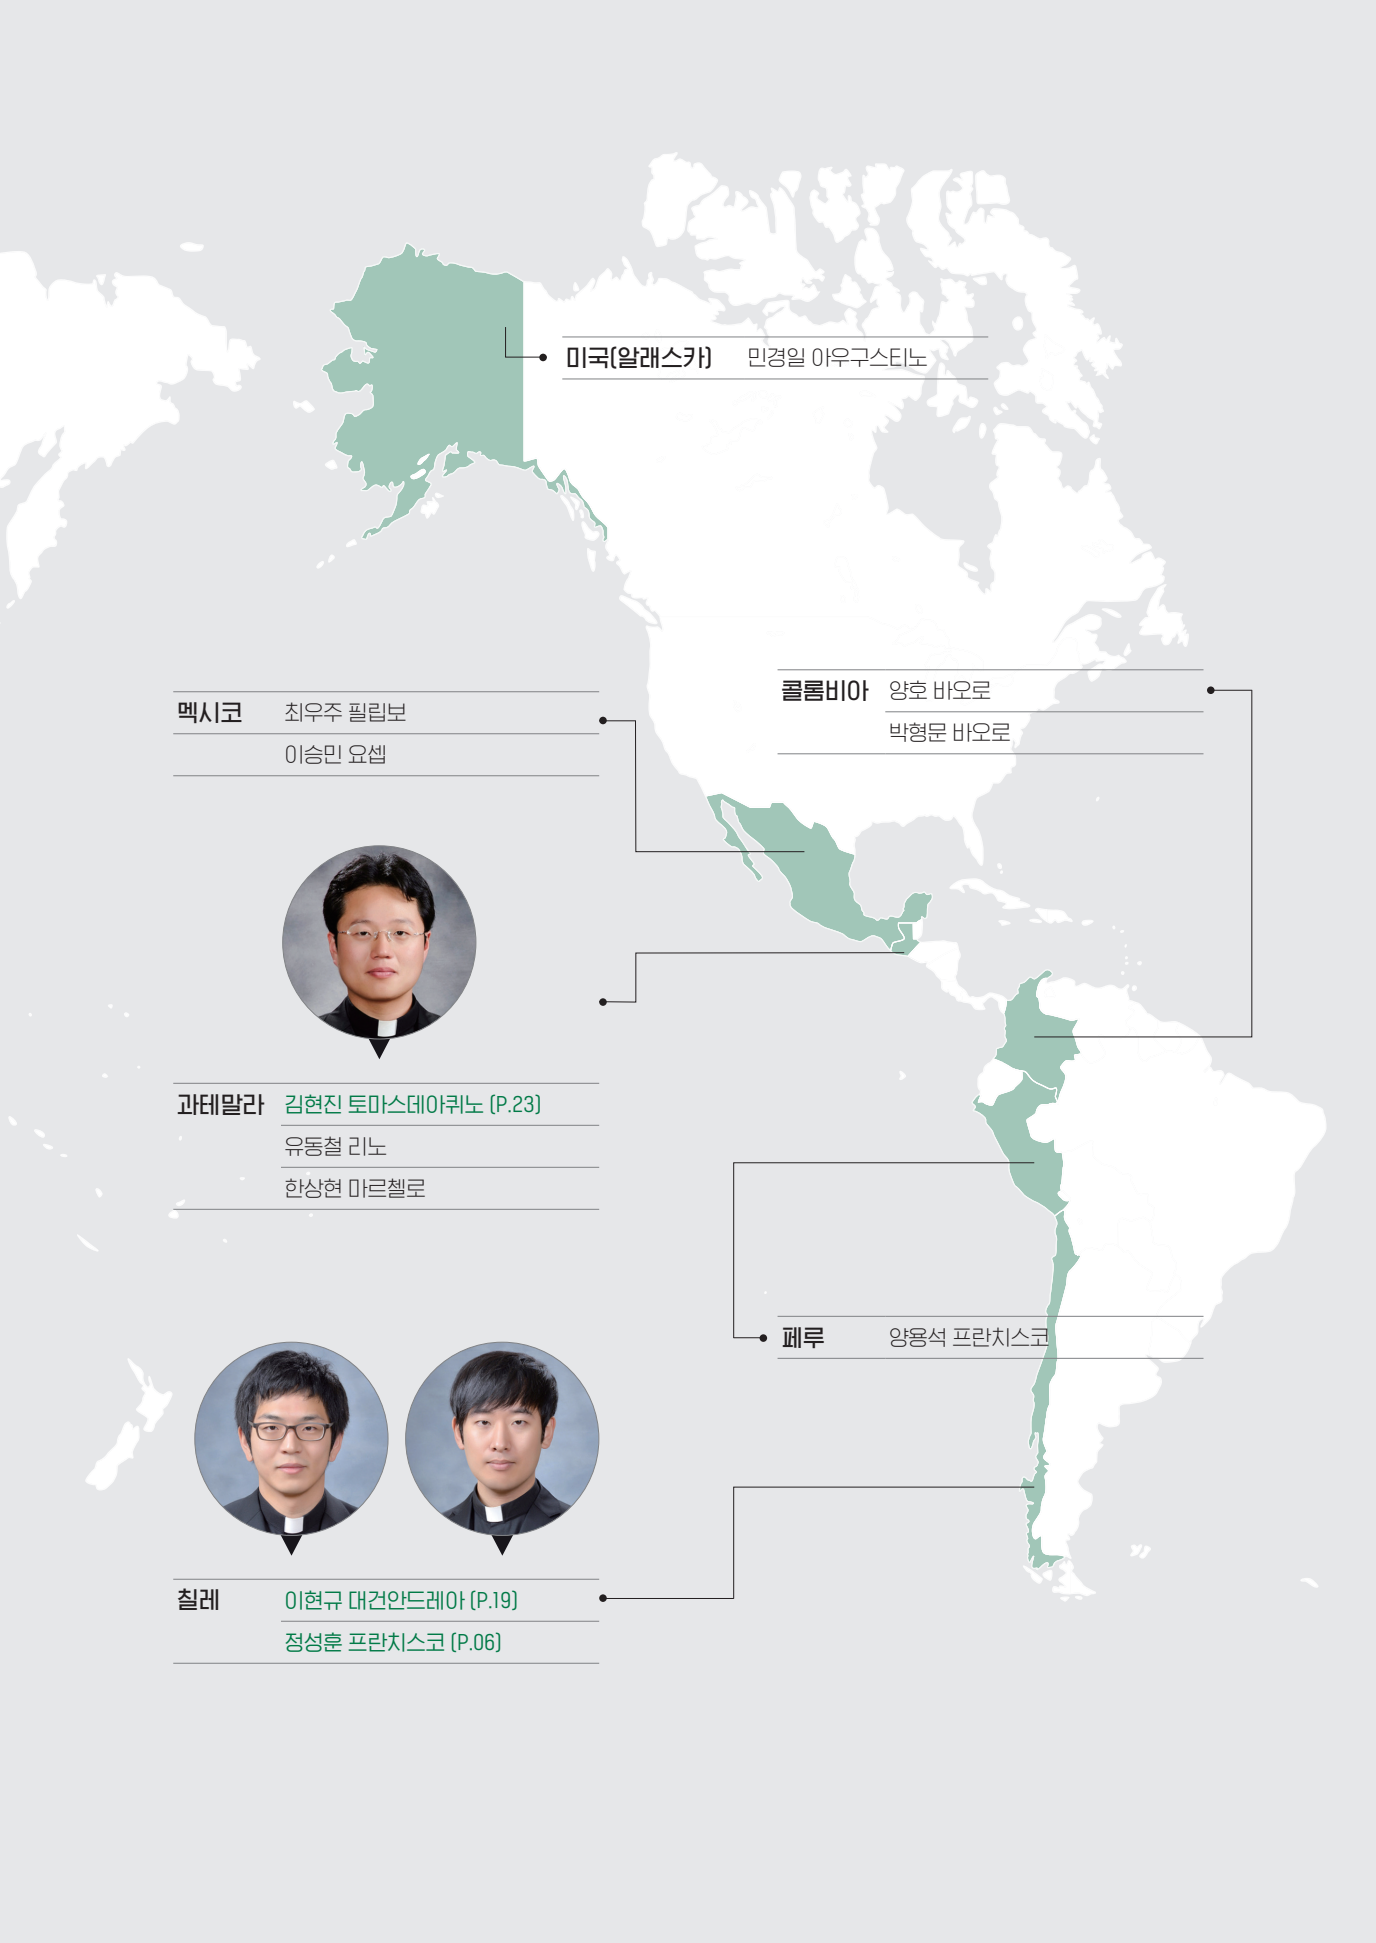 미국(알래스카) 민경일 아우구스티노
멕시코 최우주 필립보
이승민 요셉
콜롬비아 양호 바오로
박형문 바오로
과테말라 김현진 토마스데아퀴노 (P.23)
유동철 리노
한상현 마르첼로
페루 양용석 프란치스코
칠레 이현규 대건안드레아 (P.19)
정성훈 프란치스코 (P.06)